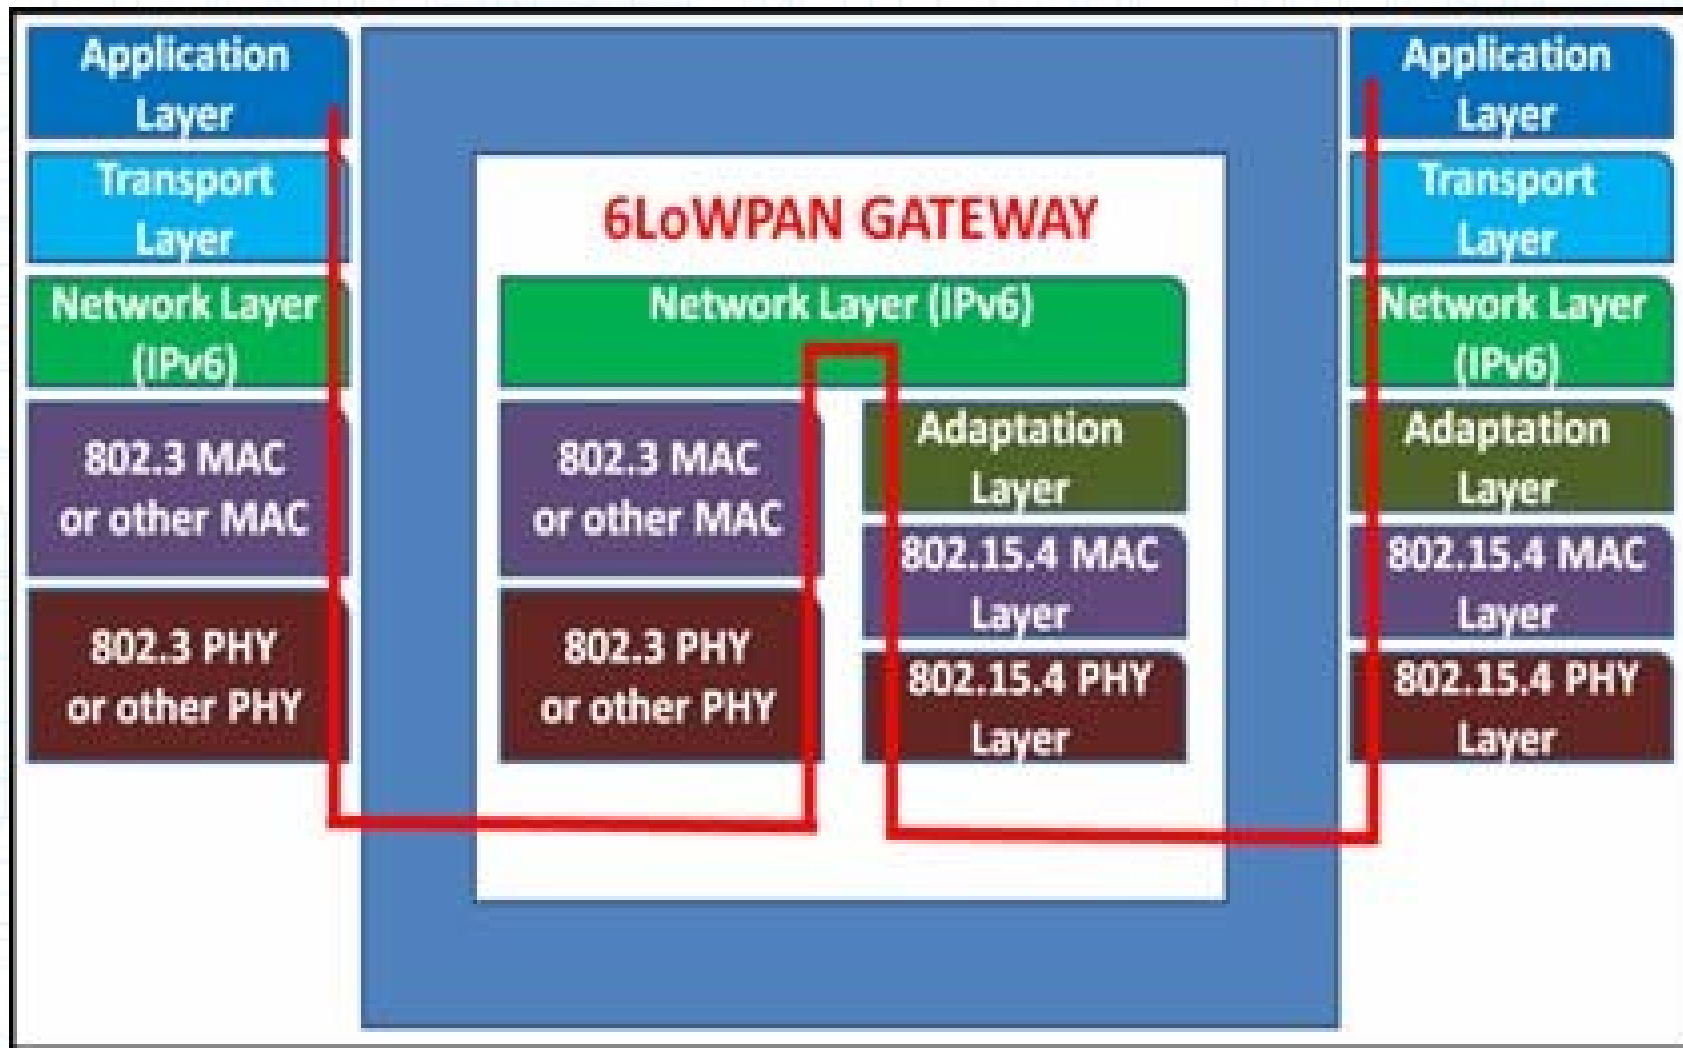 Application
Layer
Transport
Layer
Network Layer
(IPv6)
802.3 MAC
or other MAC
802.3 PHY
or other PHY
6LoWPAN GATEWAY
Network Layer (IPv6)
802.3 MAC
or other MAC
802.3 PHY
or other PHY
Adaptation
Layer
802.15.4 MAC
Layer
802.15.4 PHY
Layer
Application
Layer
Transport
Layer
Network Layer
(IPv6)
Adaptation
Layer
802.15.4 MAC
Layer
802.15.4 PHY
Layer